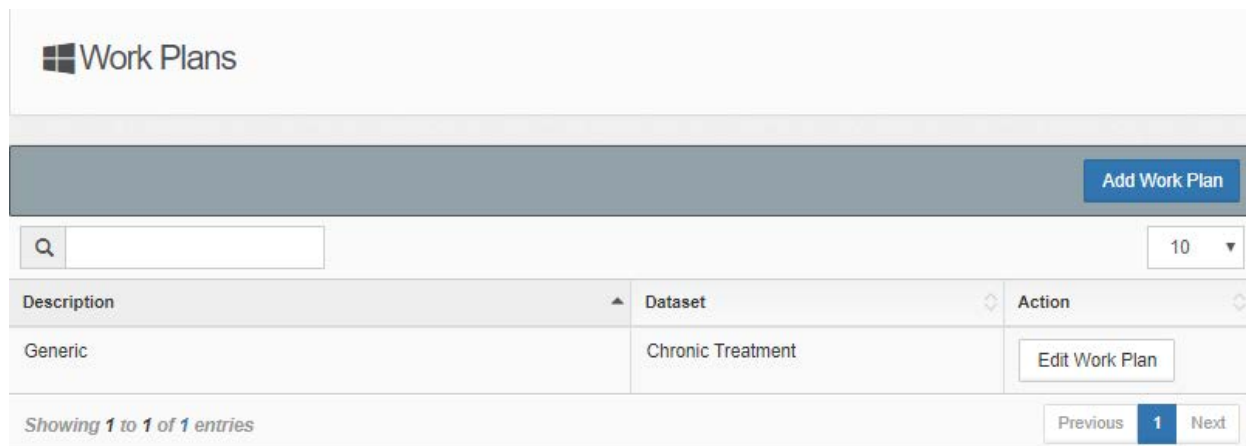 Work Plans
Add Work Plan
10
Description Dataset Action
Generic Chronic Treatment Edit Work Plan
Showing 1 to 1 of 1 entries Previous 1 Next